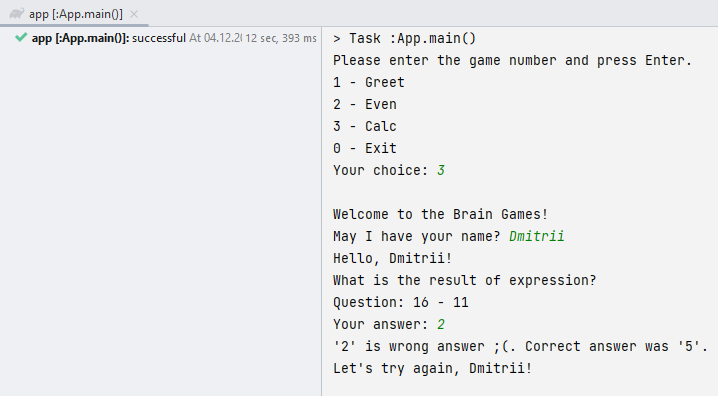 app [:App.main()]
app [:App.main()]: successful At 04.12.20 12 sec, 393 ms
> Task :App.main()
Please enter the game number and press Enter.
1 - Greet
2 - Even
3 - Calc
0 - Exit
Your choice: 3
Welcome to the Brain Games!
May I have your name? Dmitrii
Hello, Dmitrii!
What is the result of expression?
Question: 16 - 11
Your answer: 2
'2' is wrong answer ;(. Correct answer was '5'.
Let's try again, Dmitrii!